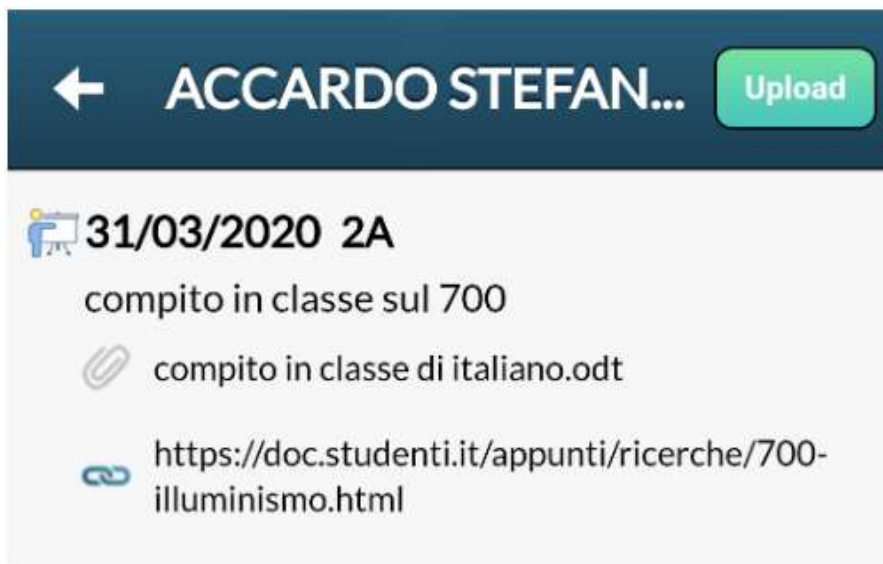 ACCARDO STEFAN...
Upload
31/03/2020 2A
compito in classe sul 700
compito in classe di italiano.odt
https://doc.studenti.it/appunti/ricerche/700-
illuminismo.html